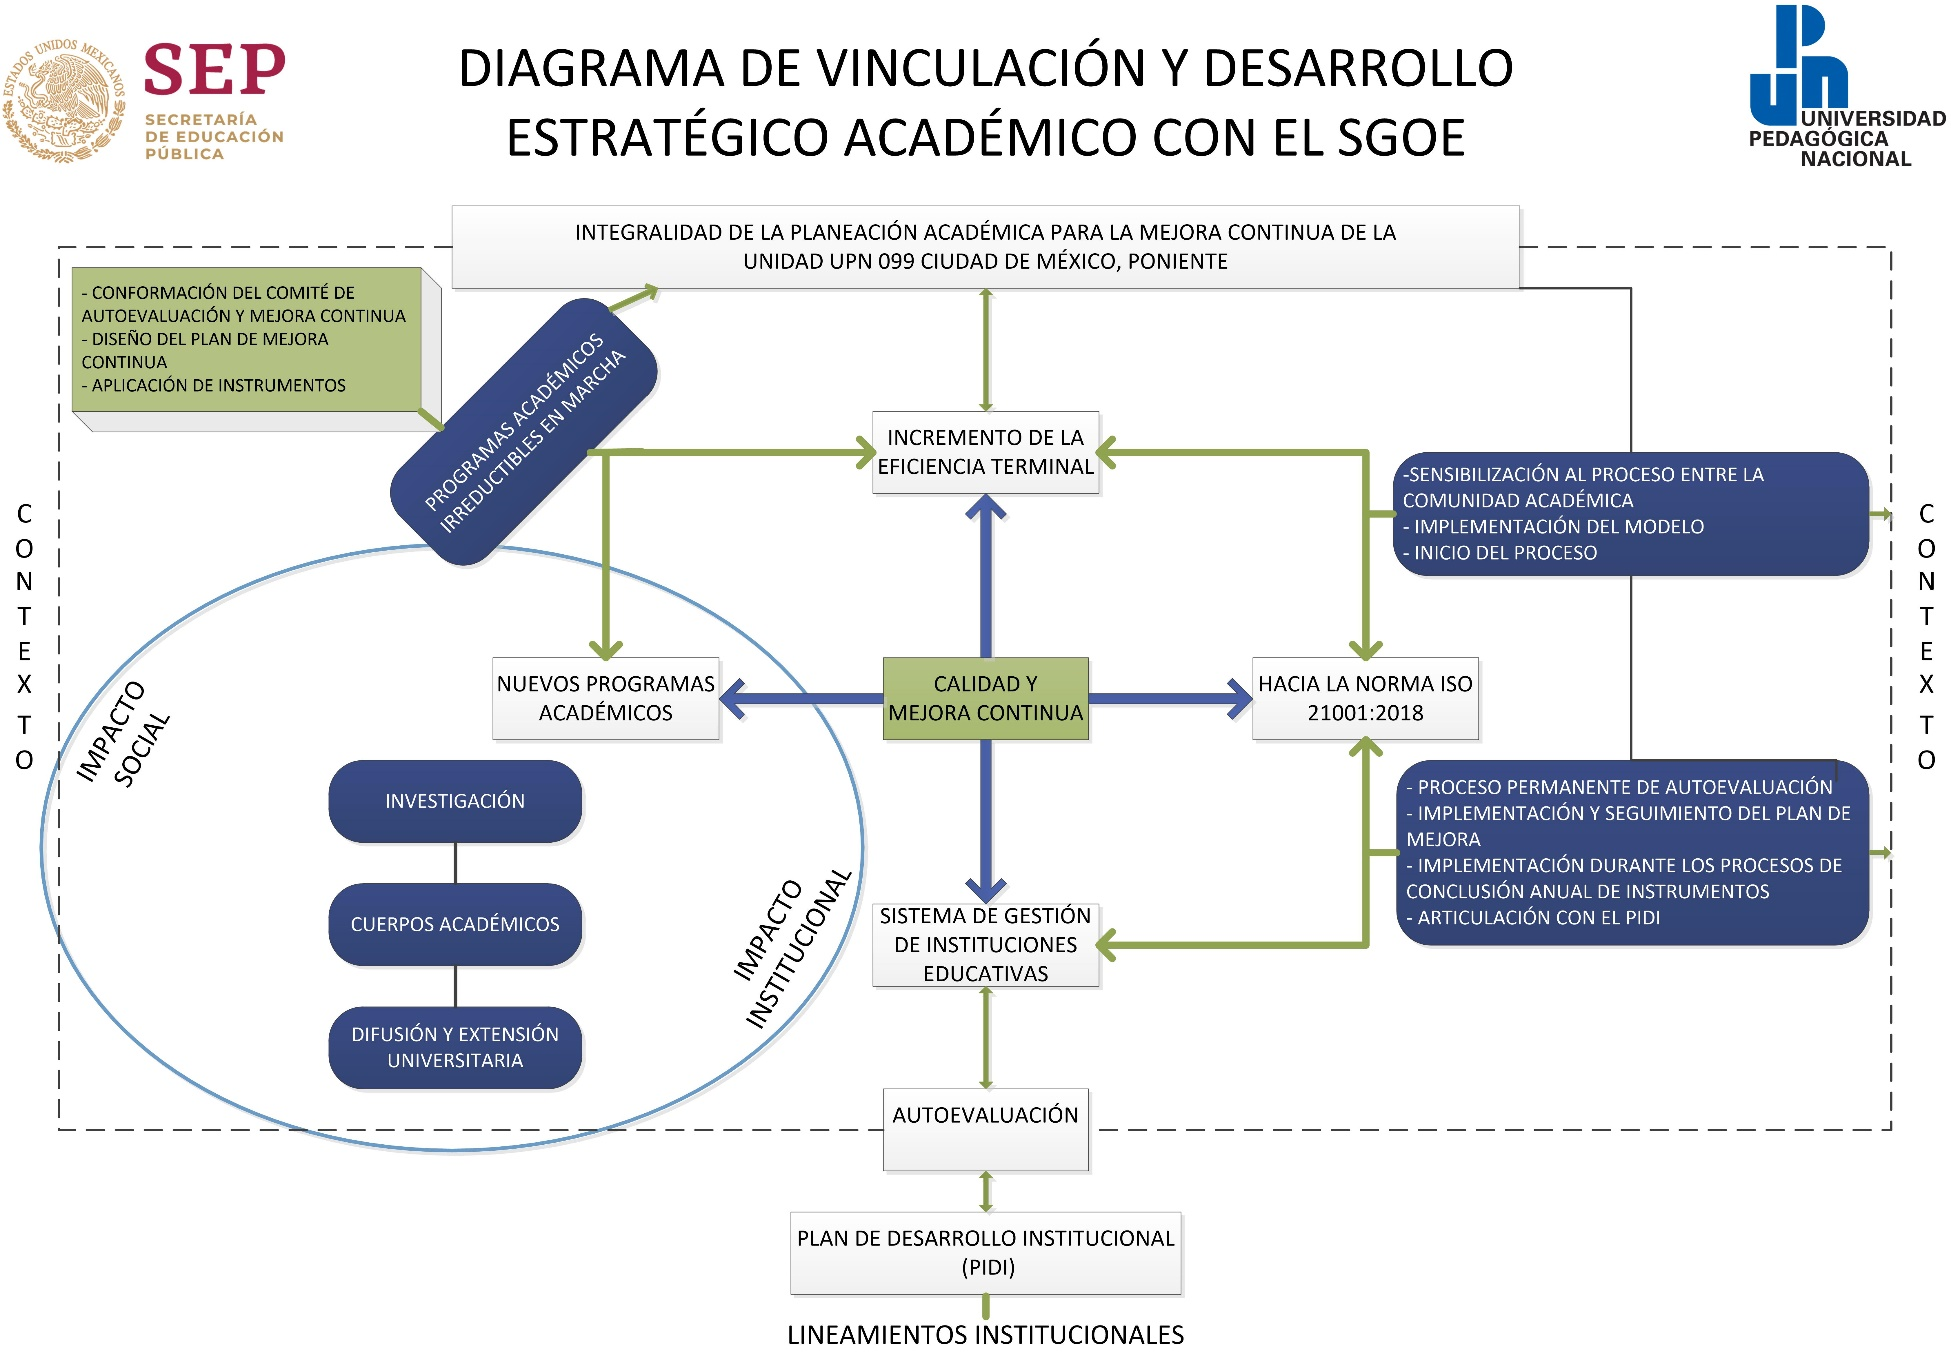 ESTADOS UNIDOS MEXICANOS
SEP
SECRETARÍA
DE EDUCACIÓN
PÚBLICA
DIAGRAMA DE VINCULACIÓN Y DESARROLLO
ESTRATÉGICO ACADÉMICO CON EL SGOE
UNIVERSIDAD
PEDAGÓGICA
NACIONAL
INTEGRALIDAD DE LA PLANEACIÓN ACADÉMICA PARA LA MEJORA CONTINUA DE LA
UNIDAD UPN 099 CIUDAD DE MÉXICO, PONIENTE
- CONFORMACIÓN DEL COMITÉ DE
AUTOEVALUACIÓN Y MEJORA CONTINUA
- DISEÑO DEL PLAN DE MEJORA
CONTINUA
- APLICACIÓN DE INSTRUMENTOS
PROGRAMAS ACADÉMICOS
IRREDUCTIBLES EN MARCHA
INCREMENTO DE LA
EFICIENCIA TERMINAL
-SENSIBILIZACIÓN AL PROCESO ENTRE LA
COMUNIDAD ACADÉMICA
- IMPLEMENTACIÓN DEL MODELO
- INICIO DEL PROCESO
CONTEXTO
CONTEXTO
NUEVOS PROGRAMAS
ACADÉMICOS
CALIDAD Y
MEJORA CONTINUA
HACIA LA NORMA ISO
21001:2018
IMPACTO
SOCIAL
INVESTIGACIÓN
CUERPOS ACADÉMICOS
DIFUSIÓN Y EXTENSIÓN
UNIVERSITARIA
IMPACTO
INSTITUCIONAL
- PROCESO PERMANENTE DE AUTOEVALUACIÓN
- IMPLEMENTACIÓN Y SEGUIMIENTO DEL PLAN DE
MEJORA
- IMPLEMENTACIÓN DURANTE LOS PROCESOS DE
CONCLUSIÓN ANUAL DE INSTRUMENTOS
- ARTICULACIÓN CON EL PIDI
SISTEMA DE GESTIÓN
DE INSTITUCIONES
EDUCATIVAS
AUTOEVALUACIÓN
PLAN DE DESARROLLO INSTITUCIONAL
(PIDI)
LINEAMIENTOS INSTITUCIONALES